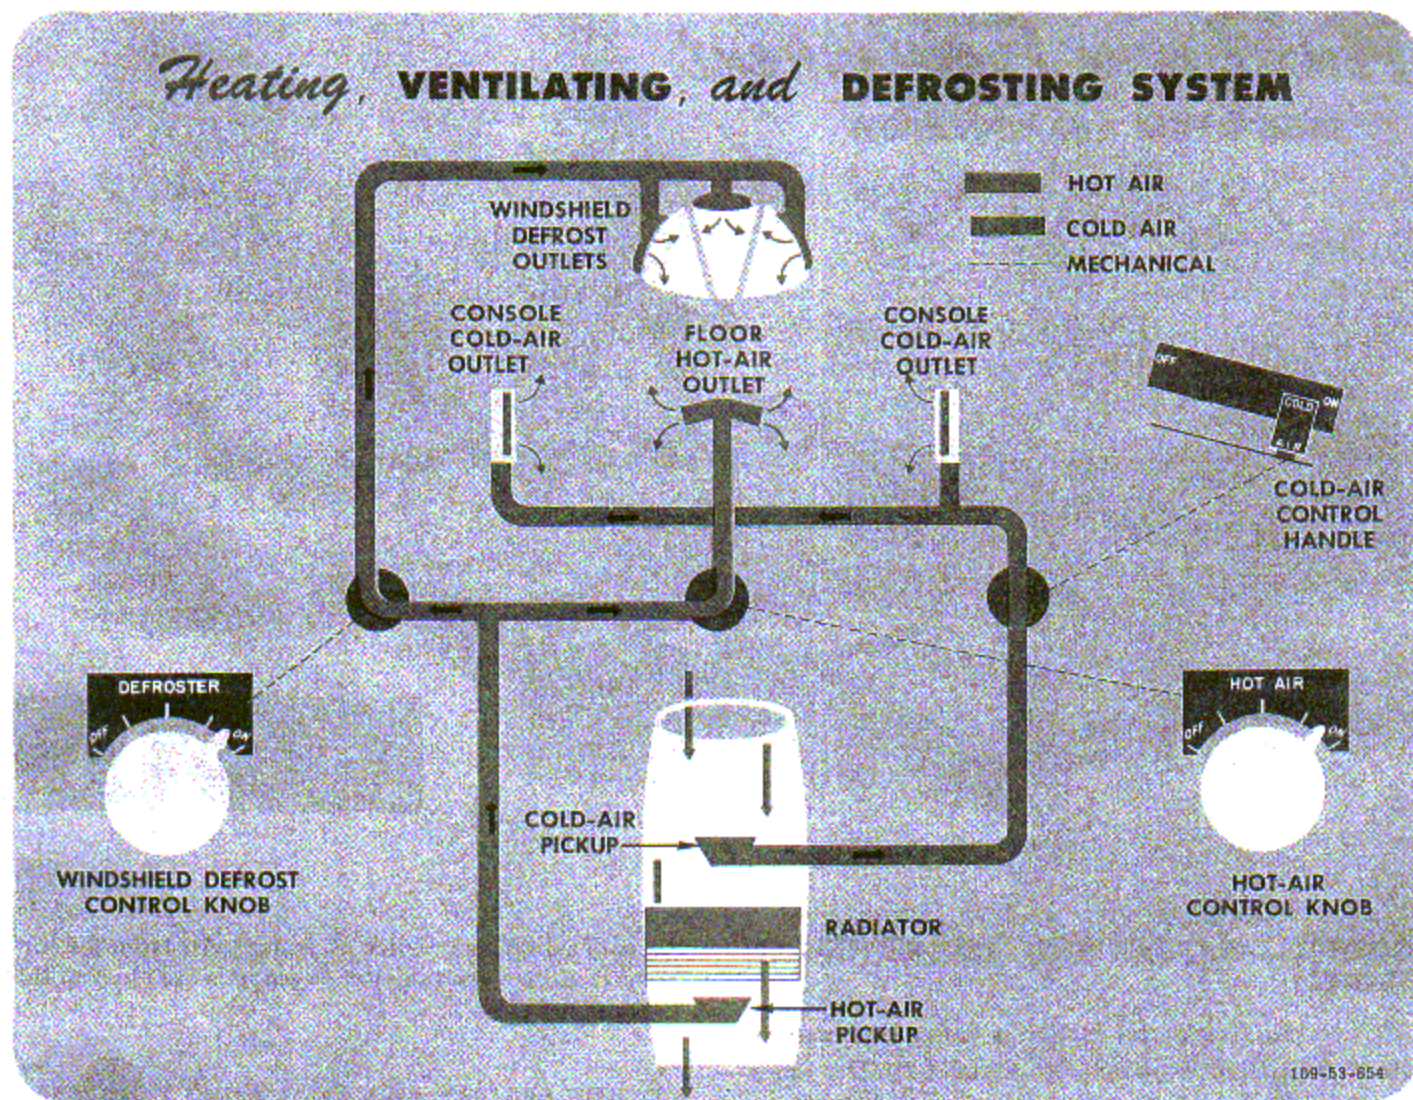 Heating, VENTILATING, and DEFROSTING SYSTEM
HOT AIR
COLD AIR
MECHANICAL
WINDSHIELD
DEFROST
OUTLETS
CONSOLE
COLD-AIR
OUTLET
FLOOR
HOT-AIR
OUTLET
CONSOLE
COLD-AIR
OUTLET
OFF
ON
COLD
AIR
COLD-AIR
CONTROL
HANDLE
DEFROSTER
OFF
ON
WINDSHIELD DEFROST
CONTROL KNOB
HOT AIR
OFF
ON
HOT-AIR
CONTROL KNOB
COLD-AIR
PICKUP
RADIATOR
HOT-AIR
PICKUP
109-53-654